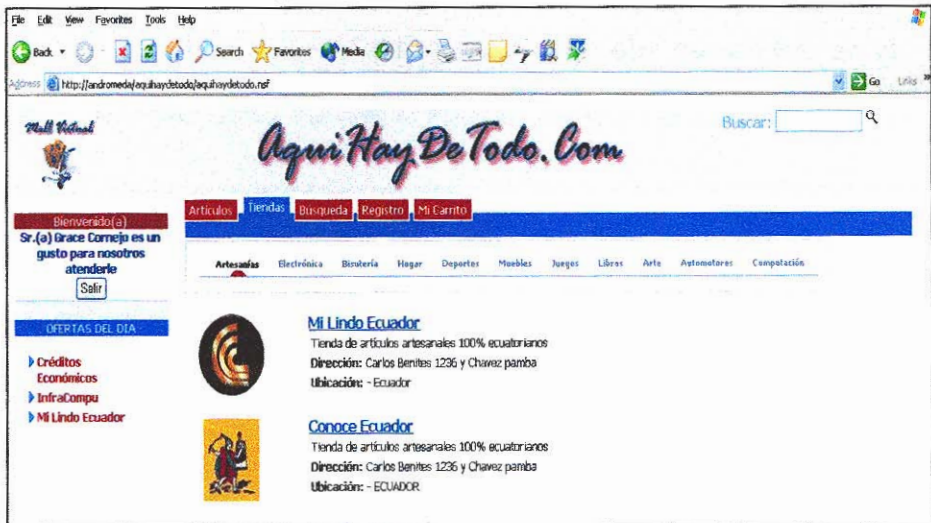 File Edit View Favorites Tools Help
Back Search Favorites Media
Address http://andromeda/aquihaydetodo/aquihaydetodo.nsf Go Links »
Mall Virtual
AquiHayDeTodo.Com
Buscar:
Artículos Tiendas Búsqueda Registro Mi Carrito
Bienvenido(a)
Sr.(a) Grace Cornejo es un
gusto para nosotros
atenderle
Salir
Artesanías Electrónica Bisutería Hogar Deportes Muebles Juegos Libros Arte Automotores Computación
OFERTAS DEL DIA
Créditos
Económicos
InfraCompu
Mi Lindo Ecuador
Mi Lindo Ecuador
Tienda de artículos artesanales 100% ecuatorianos
Dirección: Carlos Benites 1236 y Chavez pamba
Ubicación: - Ecuador
Conoce Ecuador
Tienda de artículos artesanales 100% ecuatorianos
Dirección: Carlos Benites 1236 y Chavez pamba
Ubicación: - ECUADOR